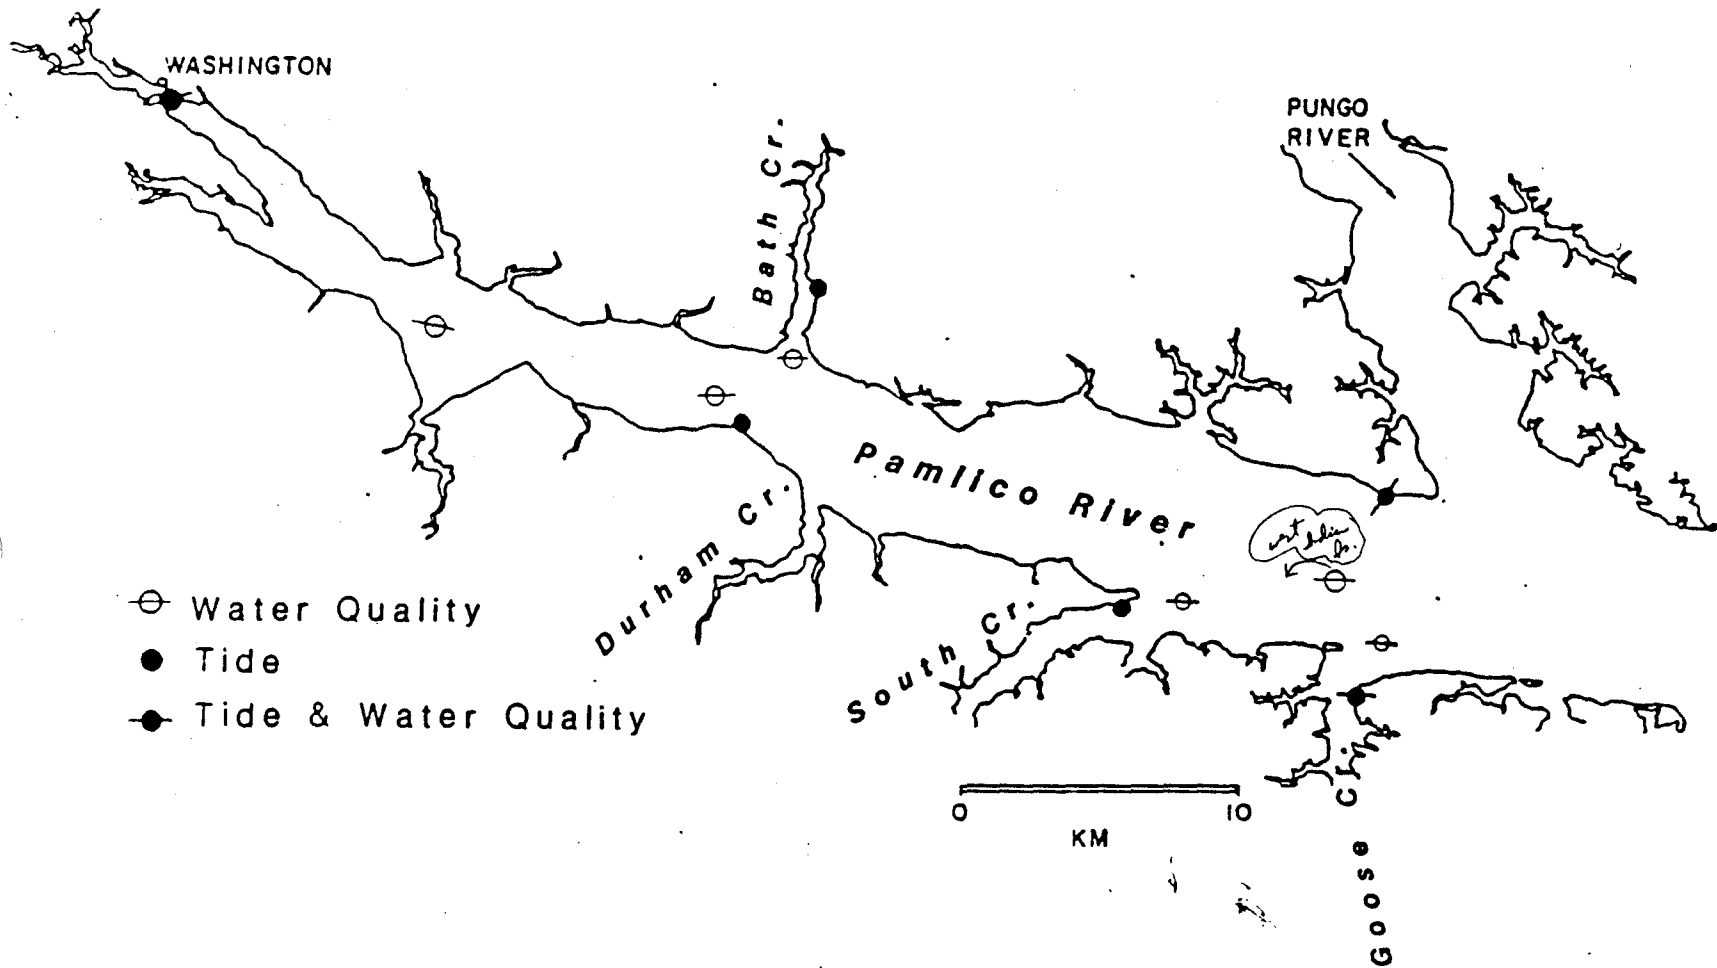 WASHINGTON
PUNGO
RIVER
Bath Cr.
Pamlico River
Durham Cr.
South Cr.
Water Quality
Tide
Tide & Water Quality
0 10
KM
Goose Cr.